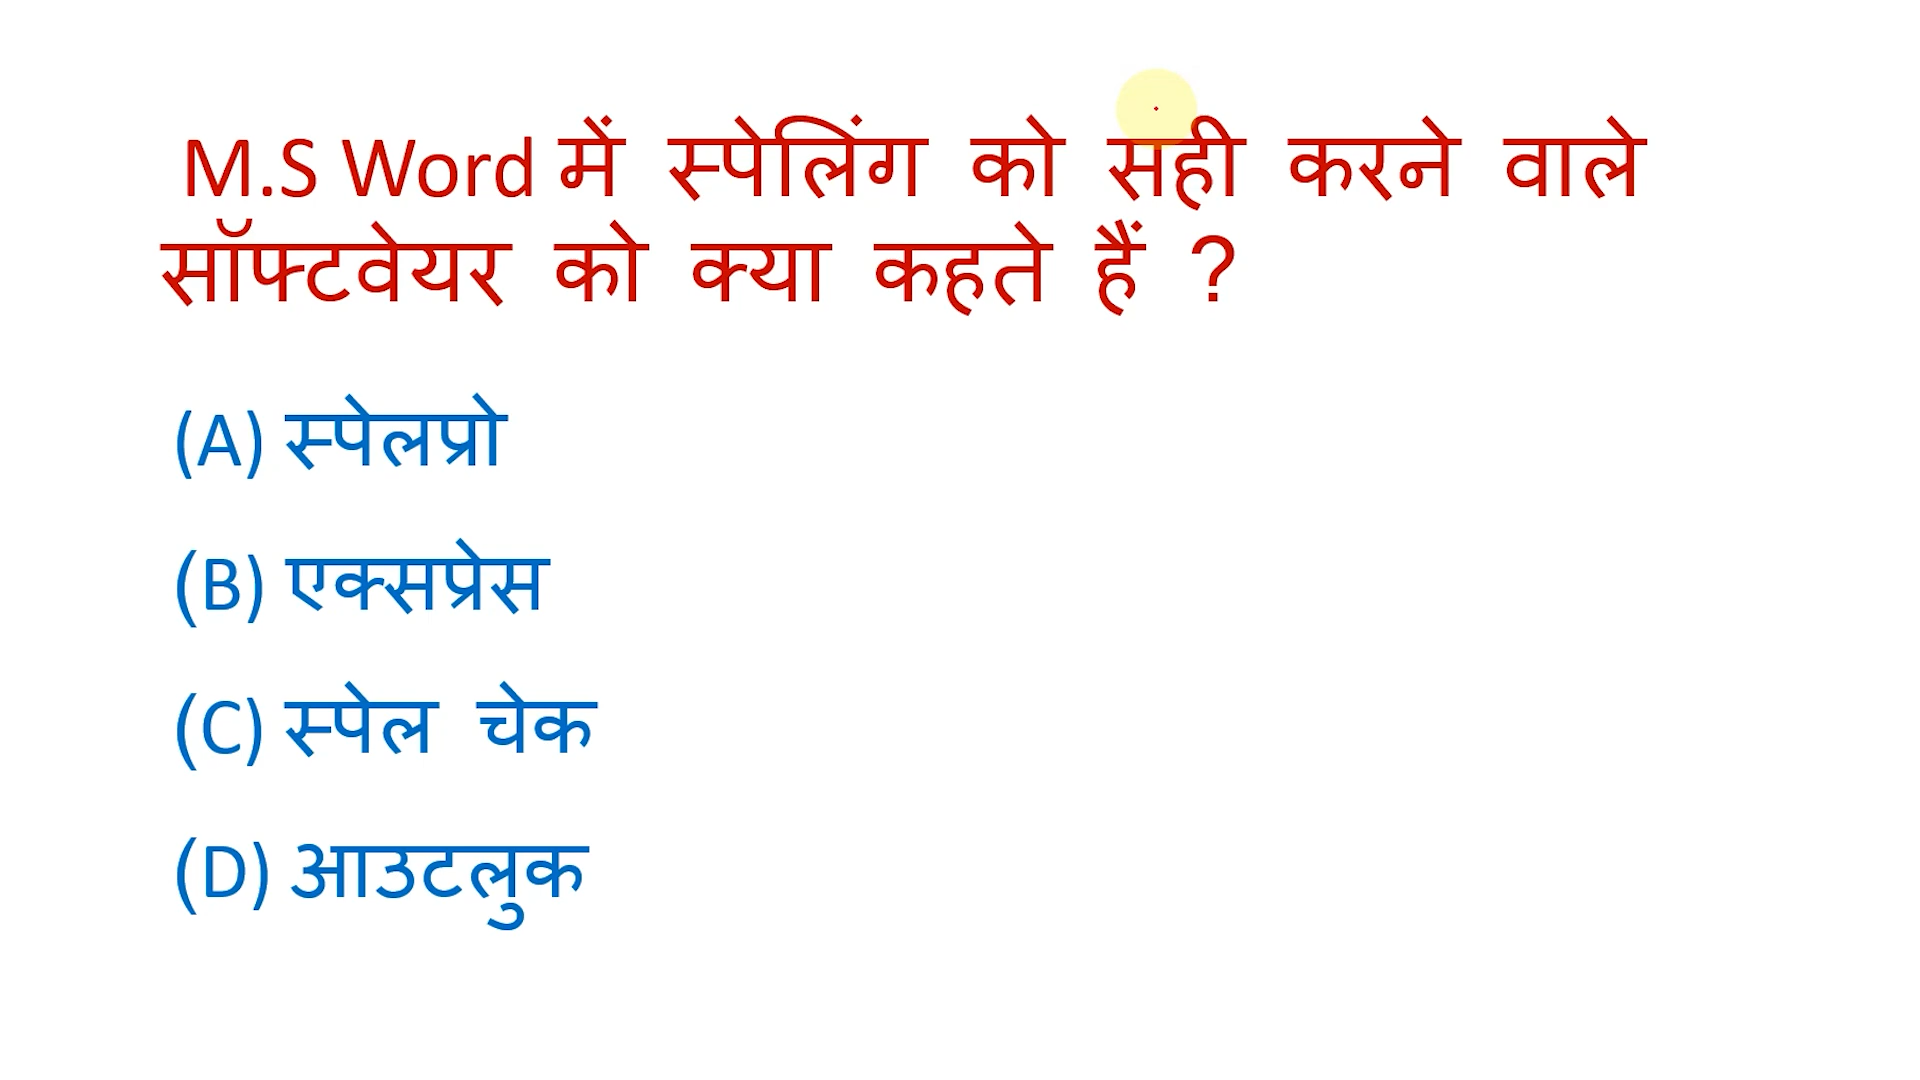 M.S Word में स्पेलिंग को सही करने वाले
सॉफ्टवेयर को क्या कहते हैं ?
(A) स्पेलप्रो
(B) एक्सप्रेस
(C) स्पेल चेक
(D) आउटलुक